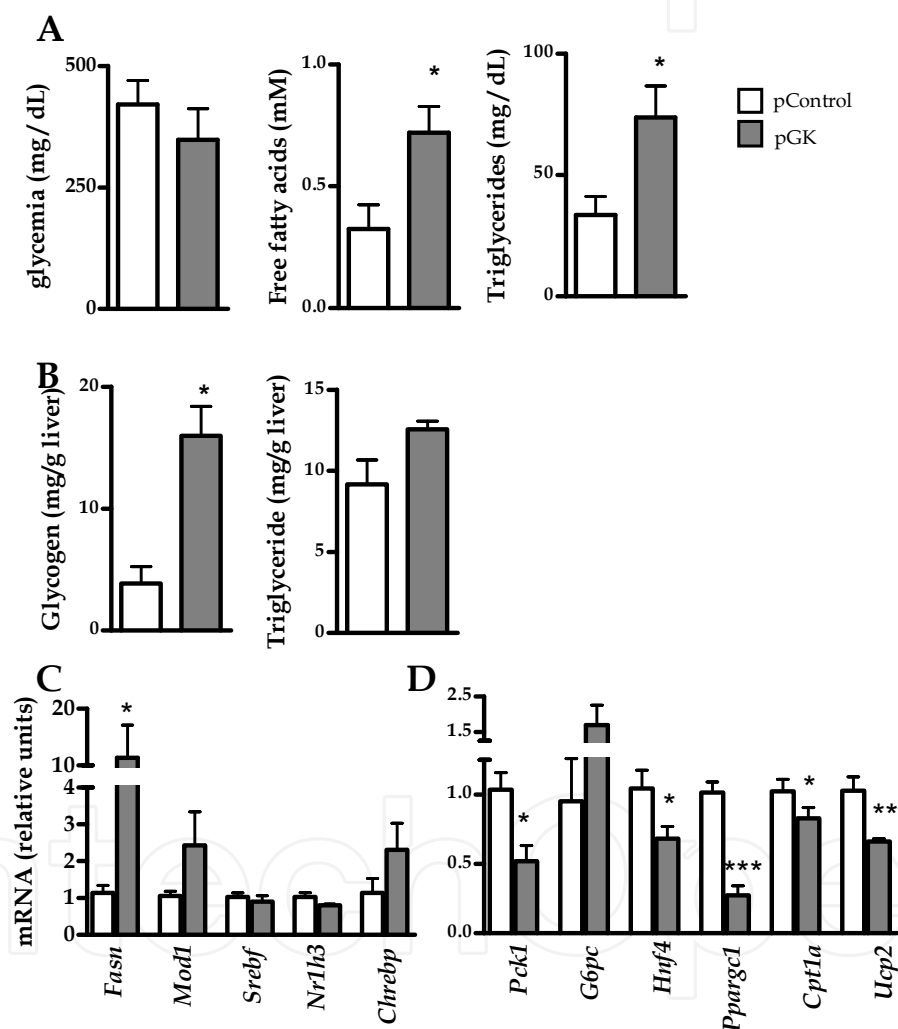 A
glycemia (mg/ dL)
500
250
0
Free fatty acids (mM)
1.0
0.5
0.0
*
Triglycerides (mg/ dL)
100
50
0
*
pControl
pGK
B
Glycogen (mg/g liver)
20
10
0
*
Triglyceride (mg/g liver)
15
10
5
0
C
mRNA (relative units)
20
10
4
3
2
1
0
*
Fasn
Mod1
Srebf
Nr1h3
Chrebp
D
2.5
1.5
1.0
0.5
0.0
*
*
***
*
**
Pck1
G6pc
Hnf4
Ppargc1
Cpt1a
Ucp2